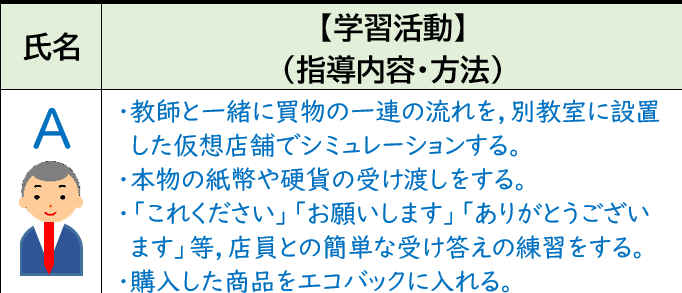 氏名
【学習活動】
（指導内容・方法）
A
・教師と一緒に買物の一連の流れを，別教室に設置
した仮想店舗でシミュレーションする。
・本物の紙幣や硬貨の受け渡しをする。
・「これください」「お願いします」「ありがとうござい
ます」等，店員との簡単な受け答えの練習をする。
・購入した商品をエコバックに入れる。